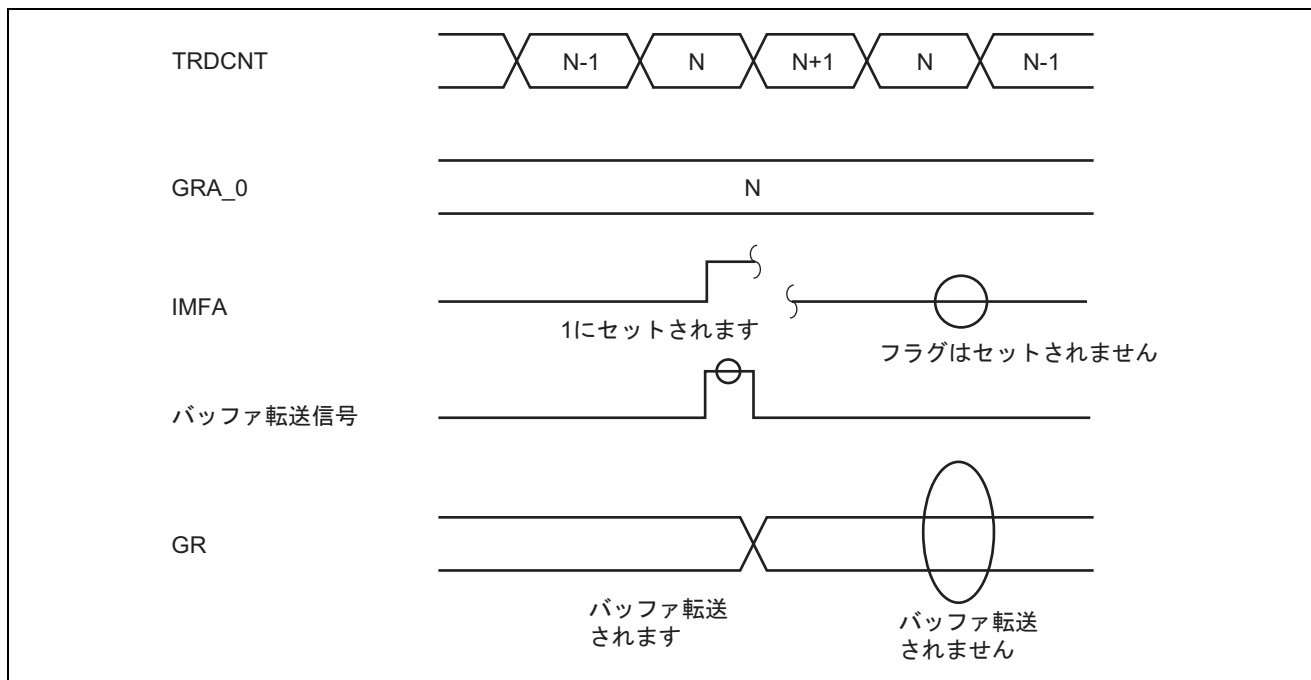 TRDCNT
N-1
N
N+1
N
N-1
GRA_0
N
IMFA
1にセットされます
フラグはセットされません
バッファ転送信号
GR
バッファ転送
されます
バッファ転送
されません